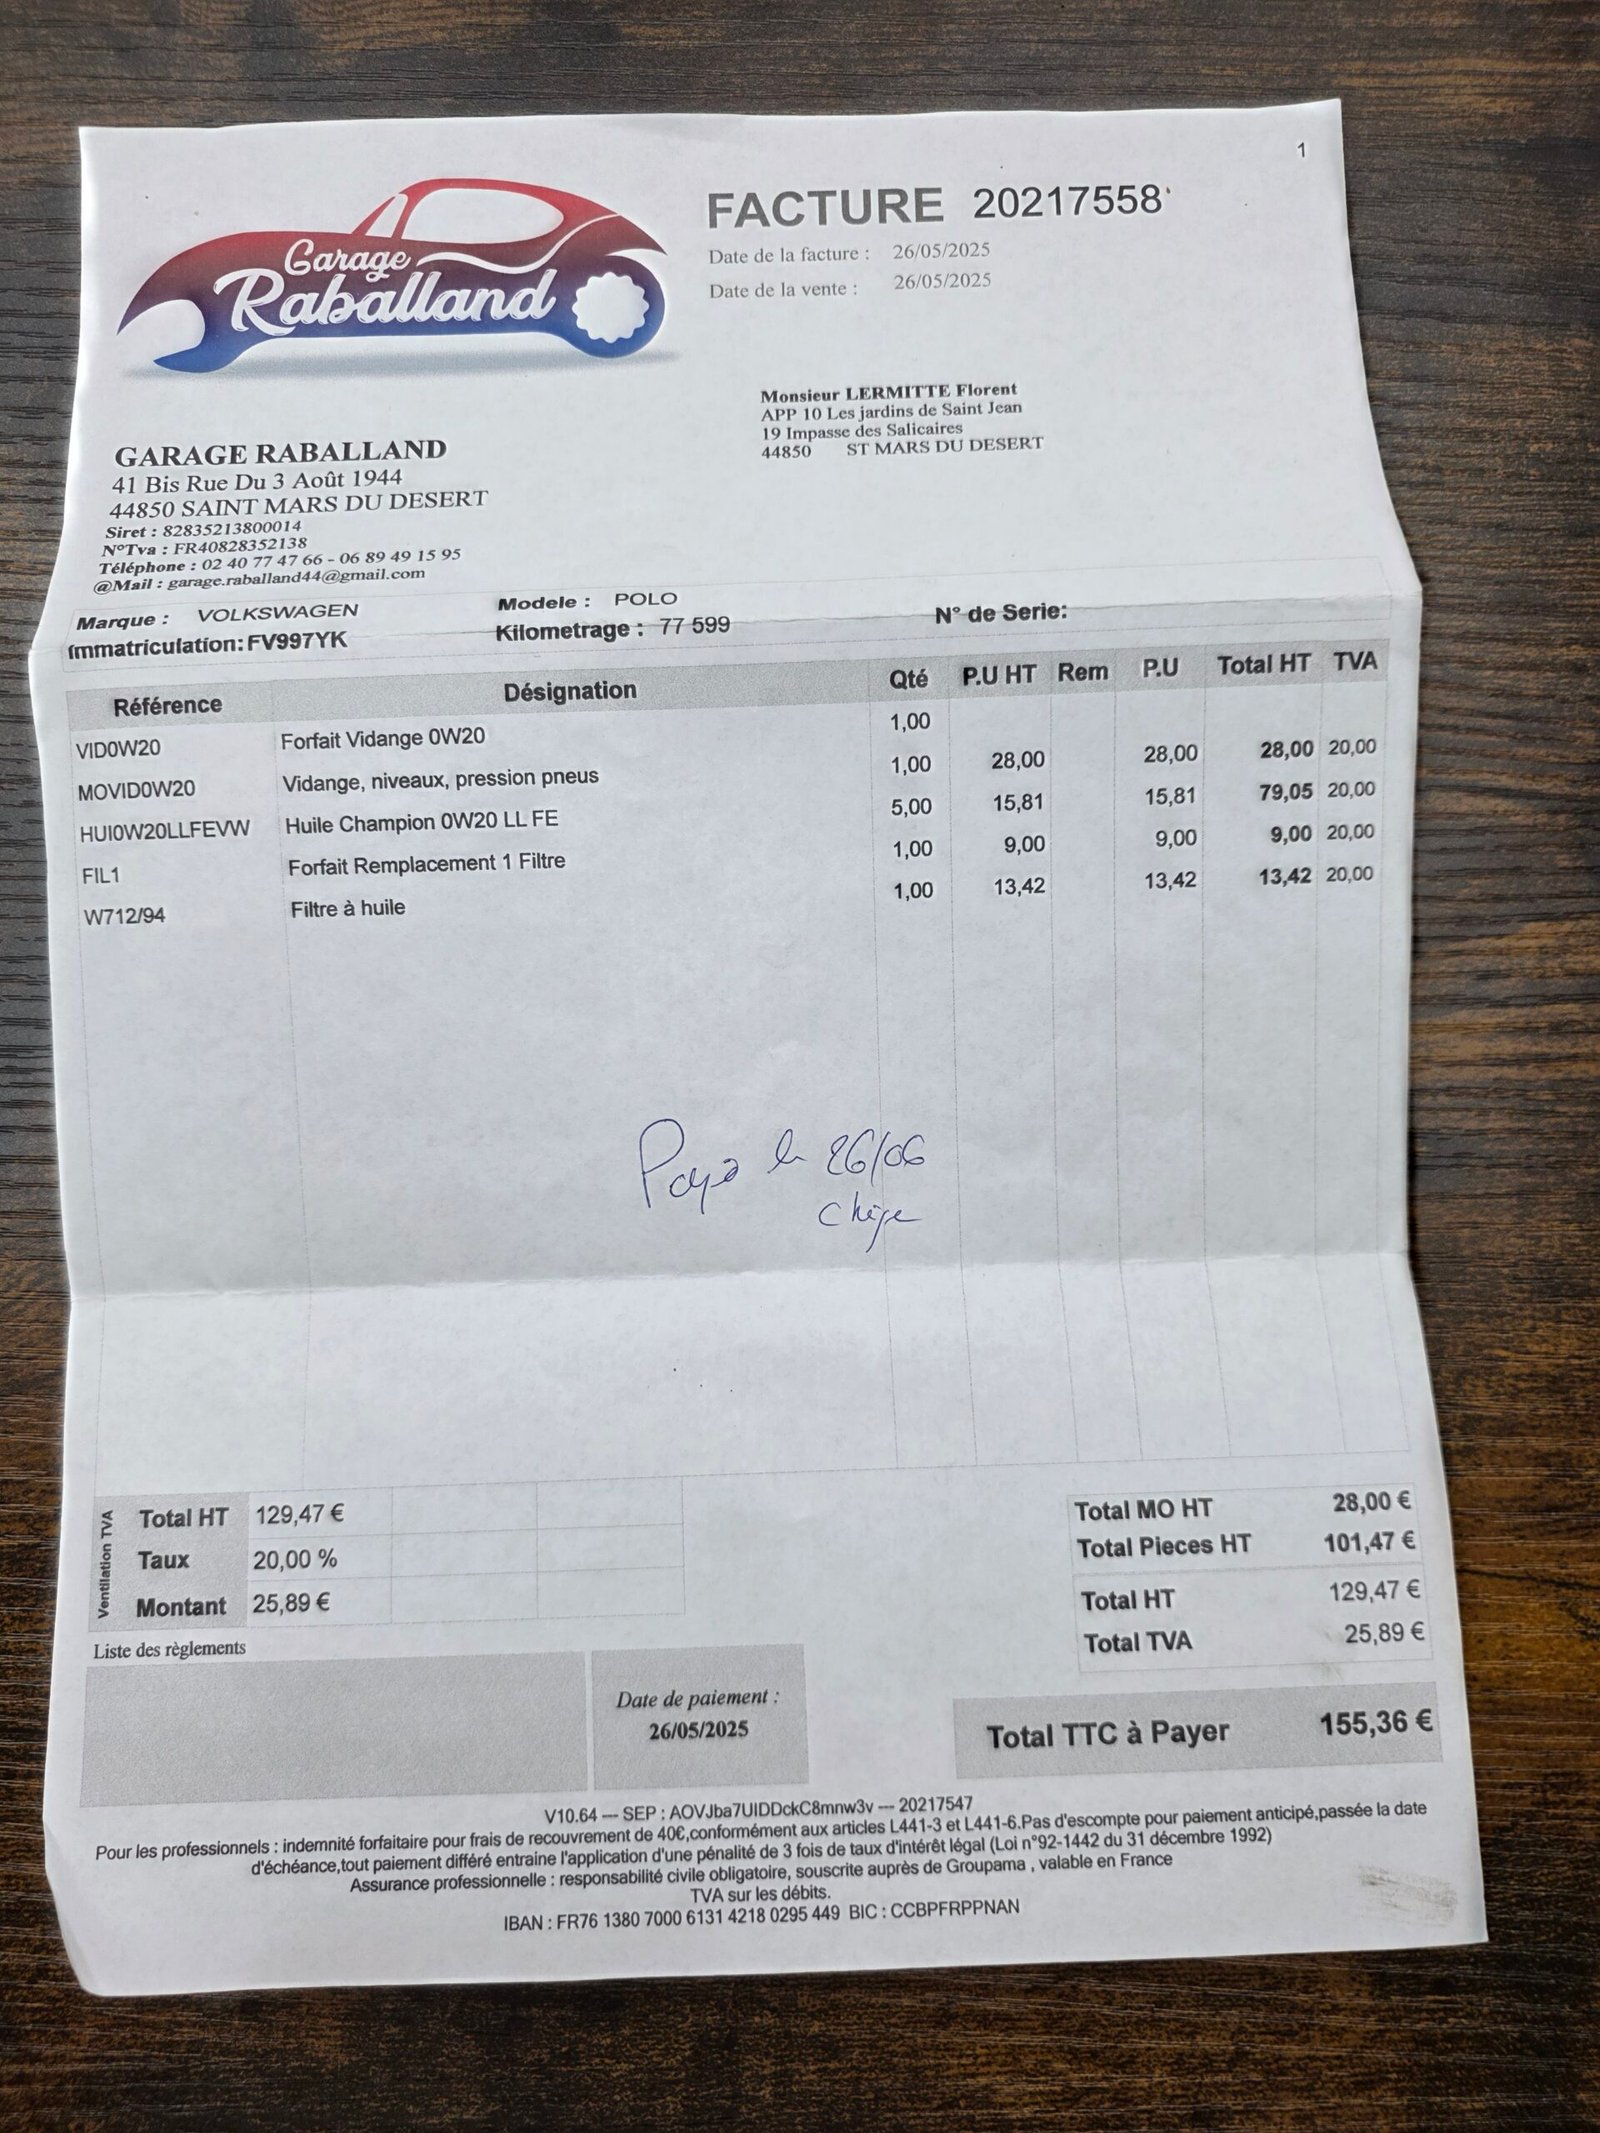 1
Garage
Raballand
FACTURE 20217558
Date de la facture : 26/05/2025
Date de la vente : 26/05/2025
Monsieur LERMITTE Florent
APP 10 Les jardins de Saint Jean
19 Impasse des Salicaires
44850 ST MARS DU DESERT
GARAGE RABALLAND
41 Bis Rue Du 3 Août 1944
44850 SAINT MARS DU DESERT
Siret : 82835213800014
N°Tva : FR40828352138
Téléphone : 02 40 77 47 66 - 06 89 49 15 95
@Mail : garage.raballand44@gmail.com
Marque : VOLKSWAGEN Modele : POLO N° de Serie:
Immatriculation: FV997YK Kilometrage : 77 599
Référence Désignation Qté P.U HT Rem P.U Total HT TVA
VID0W20 Forfait Vidange 0W20 1,00
MOVID0W20 Vidange, niveaux, pression pneus 1,00 28,00 28,00 28,00 20,00
HUI0W20LLFEVW Huile Champion 0W20 LL FE 5,00 15,81 15,81 79,05 20,00
FIL1 Forfait Remplacement 1 Filtre 1,00 9,00 9,00 9,00 20,00
W712/94 Filtre à huile 1,00 13,42 13,42 13,42 20,00
Payé le 26/06
Chèque
Ventilation TVA
Total HT 129,47 €
Taux 20,00 %
Montant 25,89 €
Total MO HT 28,00 €
Total Pieces HT 101,47 €
Total HT 129,47 €
Total TVA 25,89 €
Liste des règlements
Date de paiement :
26/05/2025
Total TTC à Payer 155,36 €
V10.64 --- SEP : AOVJba7UIDDckC8mnw3v --- 20217547
Pour les professionnels : indemnité forfaitaire pour frais de recouvrement de 40€,conformément aux articles L441-3 et L441-6.Pas d'escompte pour paiement anticipé,passée la date
d'échéance,tout paiement différé entraine l'application d'une pénalité de 3 fois de taux d'intérêt légal (Loi n°92-1442 du 31 décembre 1992)
Assurance professionnelle : responsabilité civile obligatoire, souscrite auprès de Groupama , valable en France
TVA sur les débits.
IBAN : FR76 1380 7000 6131 4218 0295 449 BIC : CCBPFRPPNAN